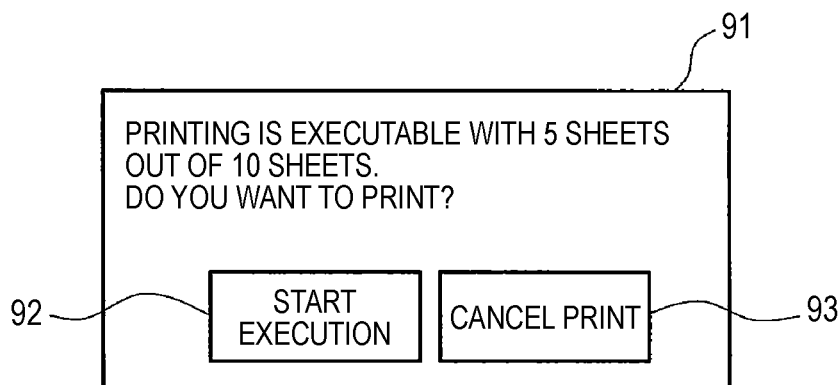 91
PRINTING IS EXECUTABLE WITH 5 SHEETS
OUT OF 10 SHEETS.
DO YOU WANT TO PRINT?
92
START
EXECUTION
CANCEL PRINT
93